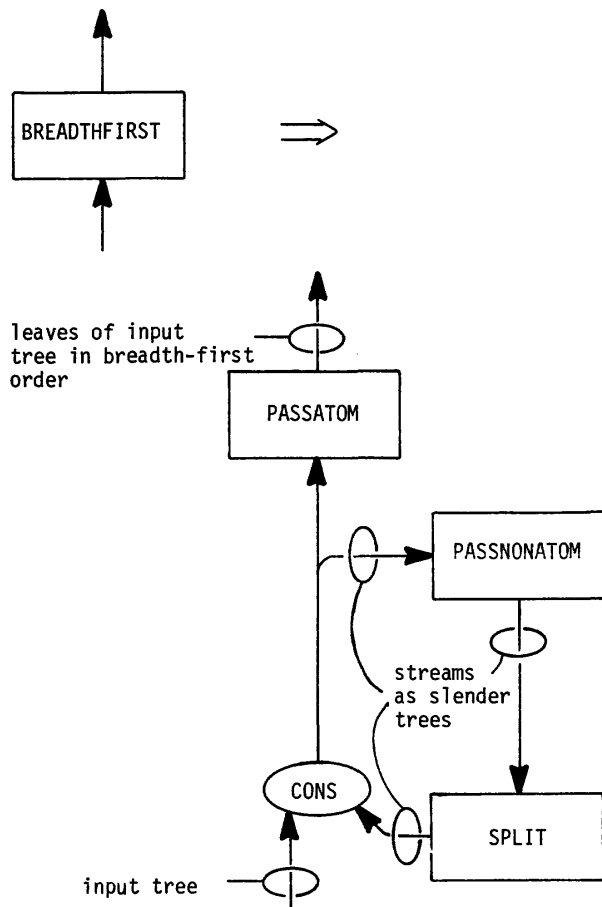 BREADTHFIRST
leaves of input
tree in breadth-first
order
PASSATOM
PASSNONATOM
streams
as slender
trees
CONS
SPLIT
input tree